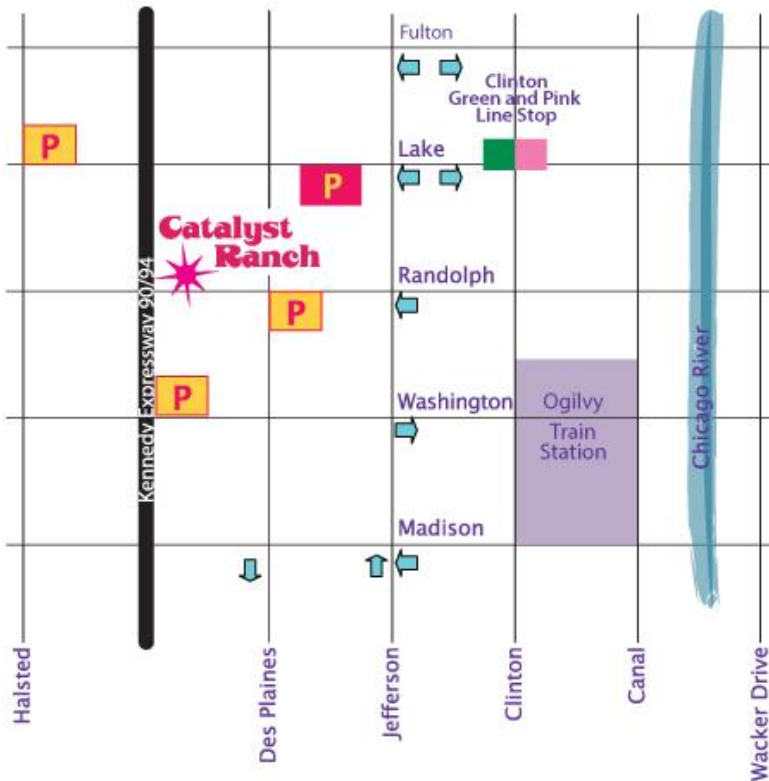 Fulton
Clinton
Green and Pink
Line Stop
P
Lake
P
Catalyst
Ranch
Randolph
P
Kennedy Expressway 90/94
P
Washington
Ogilvy
Train
Station
Chicago River
Madison
Halsted
Des Plaines
Jefferson
Clinton
Canal
Wacker Drive